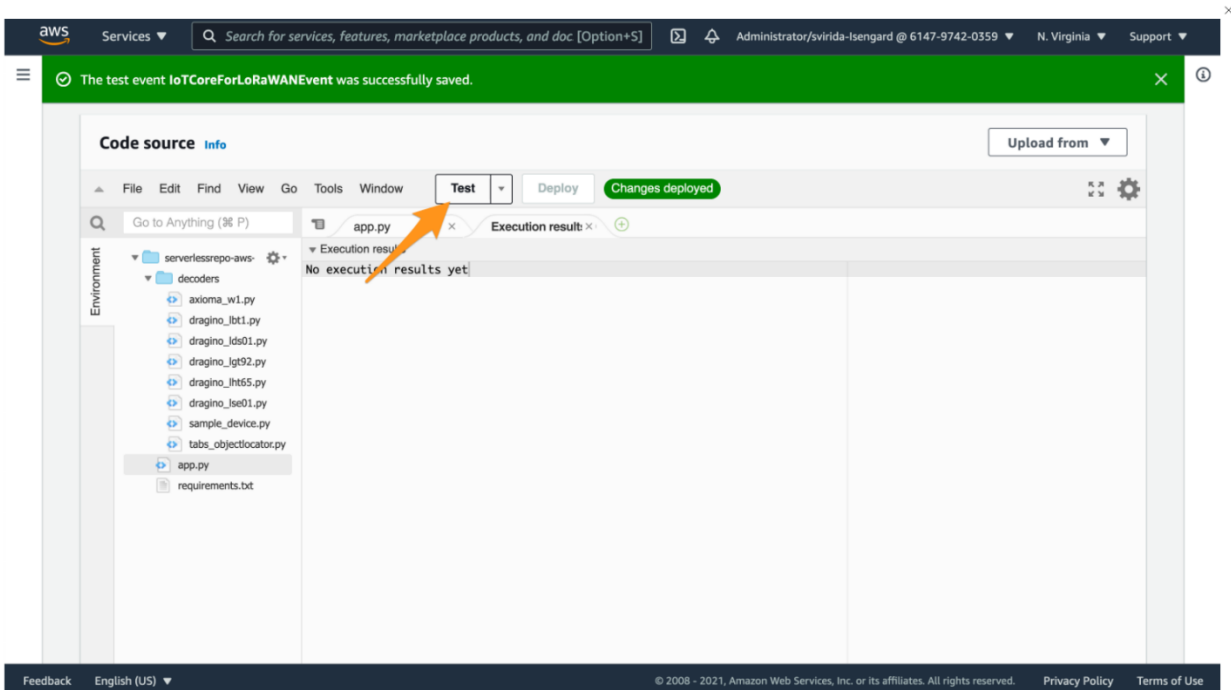 aws Services ▼ Search for services, features, marketplace products, and doc [Option+S] Administrator/svirida-Isengard @ 6147-9742-0359 ▼ N. Virginia ▼ Support ▼
The test event IoTCoreForLoRaWANEvent was successfully saved.
Code source Info
Upload from ▼
File Edit Find View Go Tools Window Test Deploy Changes deployed
Go to Anything (⌘ P)
app.py
Execution result
Environment
Execution resu
No execution results yet
serverlessrepo-aws-
decoders
axioma_w1.py
dragino_lbt1.py
dragino_lds01.py
dragino_lgt92.py
dragino_lht65.py
dragino_lse01.py
sample_device.py
tabs_objectlocator.py
app.py
requirements.txt
Feedback English (US) ▼ © 2008 - 2021, Amazon Web Services, Inc. or its affiliates. All rights reserved. Privacy Policy Terms of Use